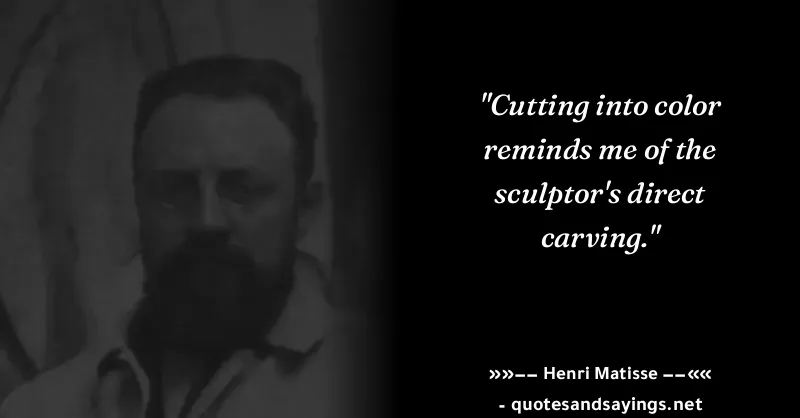 "Cutting into color
reminds me of the
sculptor's direct
carving."
»»–– Henri Matisse ––««
- quotesandsayings.net